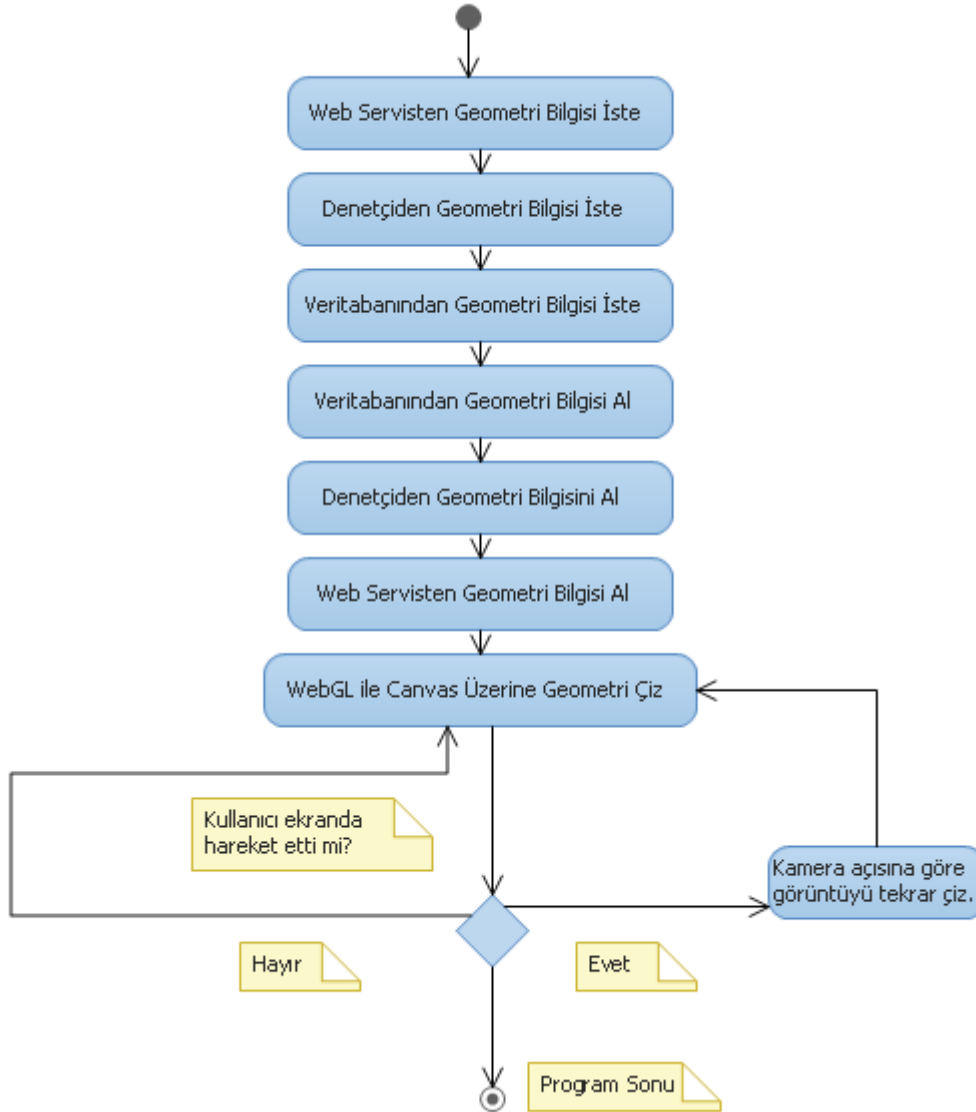 Web Servisten Geometri Bilgisi İste
Denetçiden Geometri Bilgisi İste
Veritabanından Geometri Bilgisi İste
Veritabanından Geometri Bilgisi Al
Denetçiden Geometri Bilgisini Al
Web Servisten Geometri Bilgisi Al
WebGL ile Canvas Üzerine Geometri Çiz
Kullanıcı ekranda
hareket etti mi?
Kamera açısına göre
görüntüyü tekrar çiz.
Hayır
Evet
Program Sonu